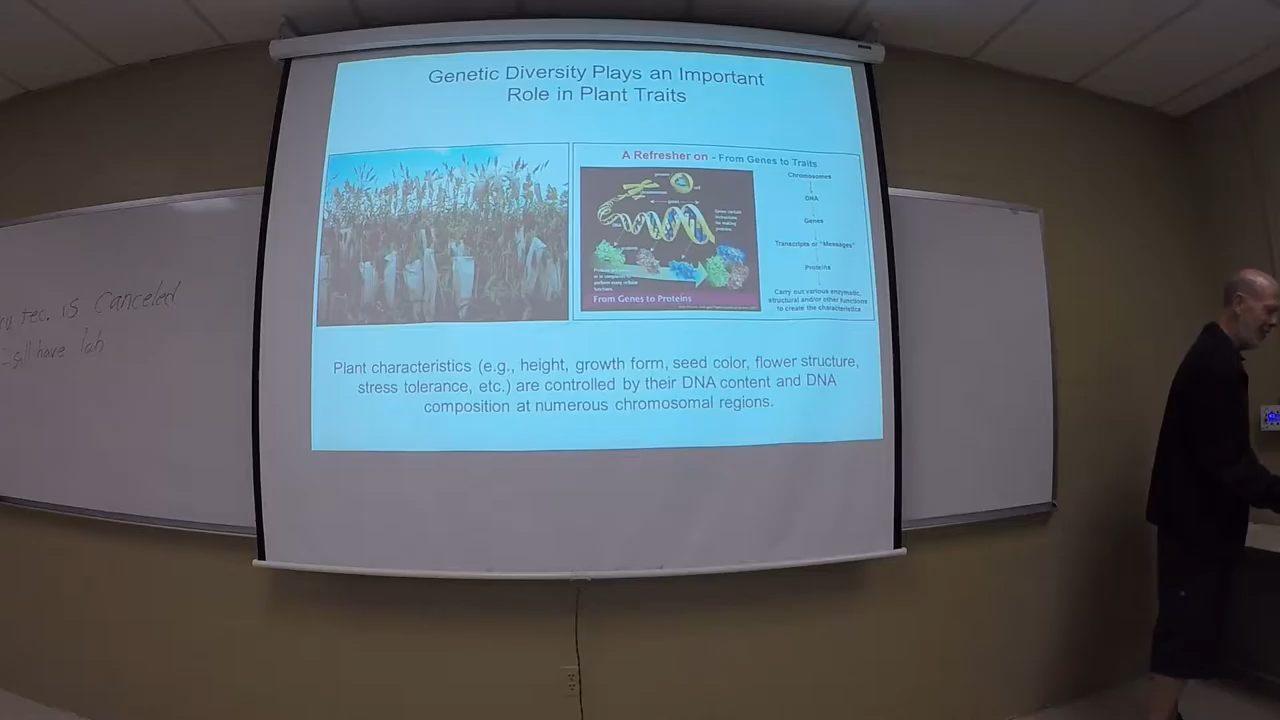 Genetic Diversity Plays an Important
Role in Plant Traits
A Refresher on - From Genes to Traits
Chromosomes
DNA
Genes
Transcripts or "Messages"
Proteins
Carry out various enzymatic,
structural and/or other functions
to create the characteristics
From Genes to Proteins
Plant characteristics (e.g., height, growth form, seed color, flower structure,
stress tolerance, etc.) are controlled by their DNA content and DNA
composition at numerous chromosomal regions.
is canceled
have lab